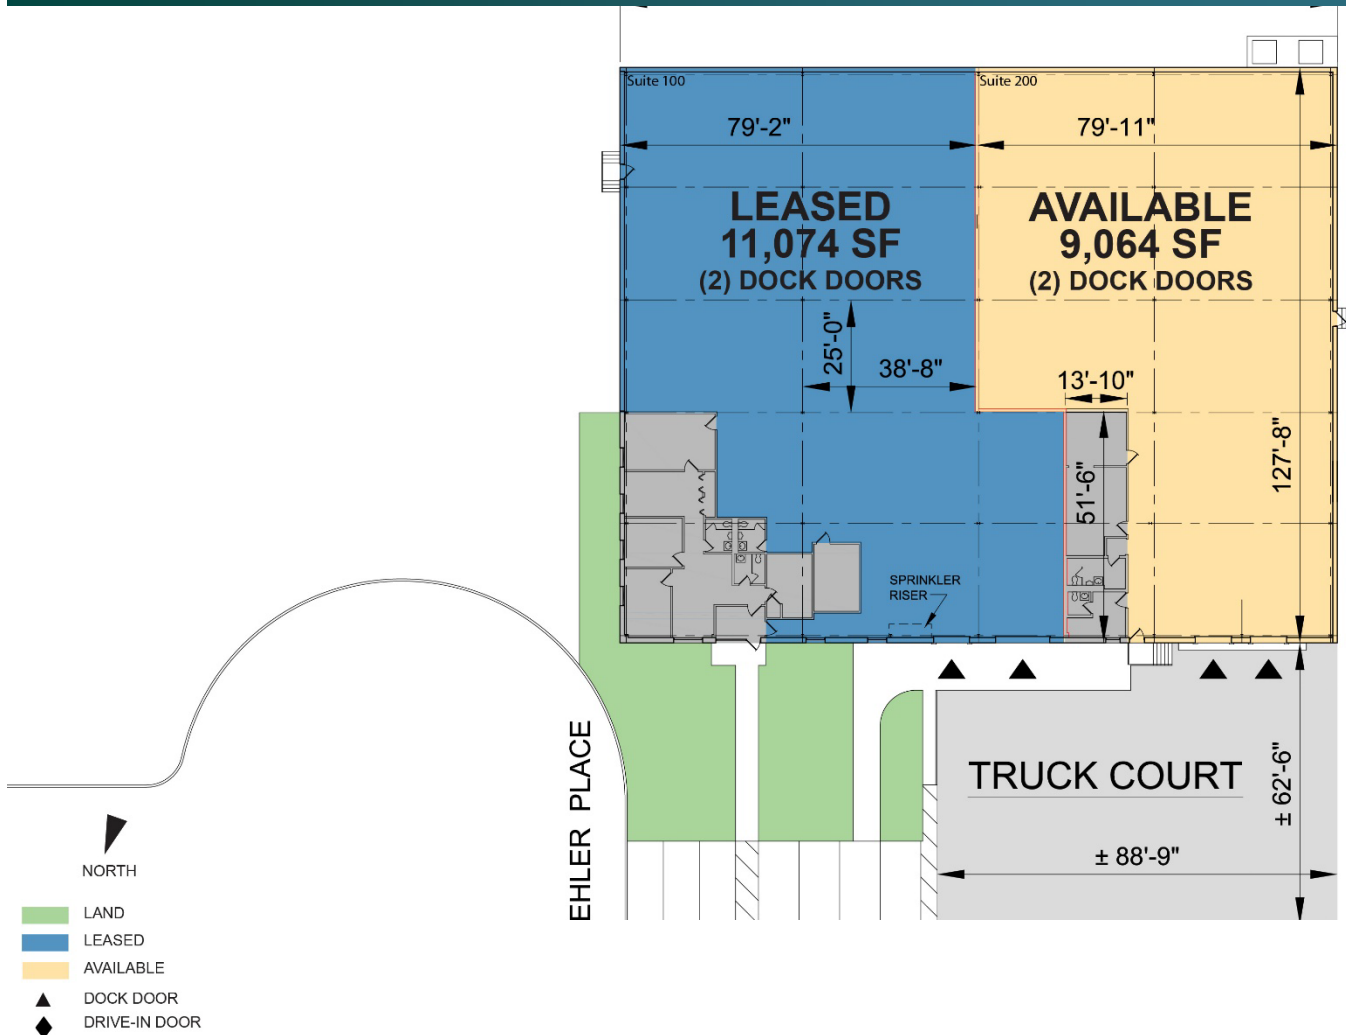 Suite 100
Suite 200
79'-2"
79'-11"
LEASED
11,074 SF
(2) DOCK DOORS
AVAILABLE
9,064 SF
(2) DOCK DOORS
25'-0"
38'-8"
13'-10"
51'-6"
127'-8"
SPRINKLER
RISER
EHLER PLACE
TRUCK COURT
± 62'-6"
± 88'-9"
NORTH
LAND
LEASED
AVAILABLE
DOCK DOOR
DRIVE-IN DOOR